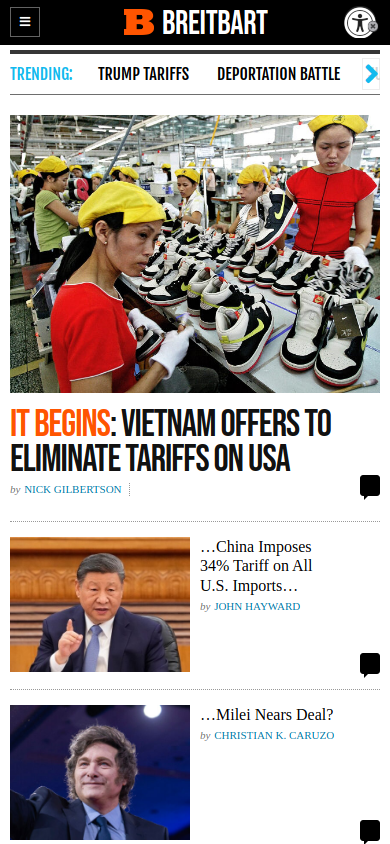 B BREITBART
TRENDING: TRUMP TARIFFS DEPORTATION BATTLE
IT BEGINS: VIETNAM OFFERS TO
ELIMINATE TARIFFS ON USA
by NICK GILBERTSON
…China Imposes
34% Tariff on All
U.S. Imports…
by JOHN HAYWARD
…Milei Nears Deal?
by CHRISTIAN K. CARUZO